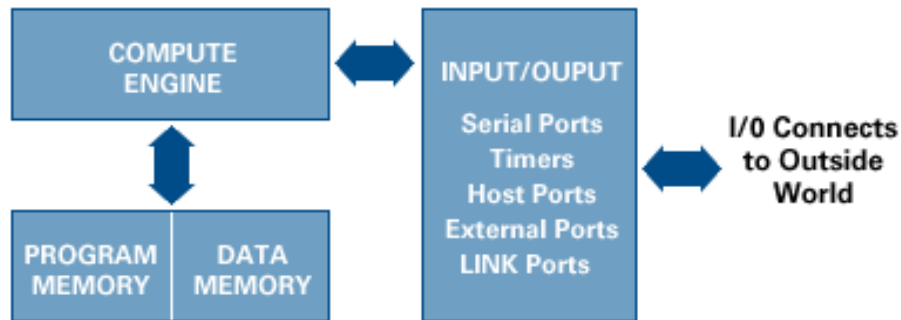 COMPUTE
ENGINE
PROGRAM
MEMORY
DATA
MEMORY
INPUT/OUPUT
Serial Ports
Timers
Host Ports
External Ports
LINK Ports
I/0 Connects
to Outside
World